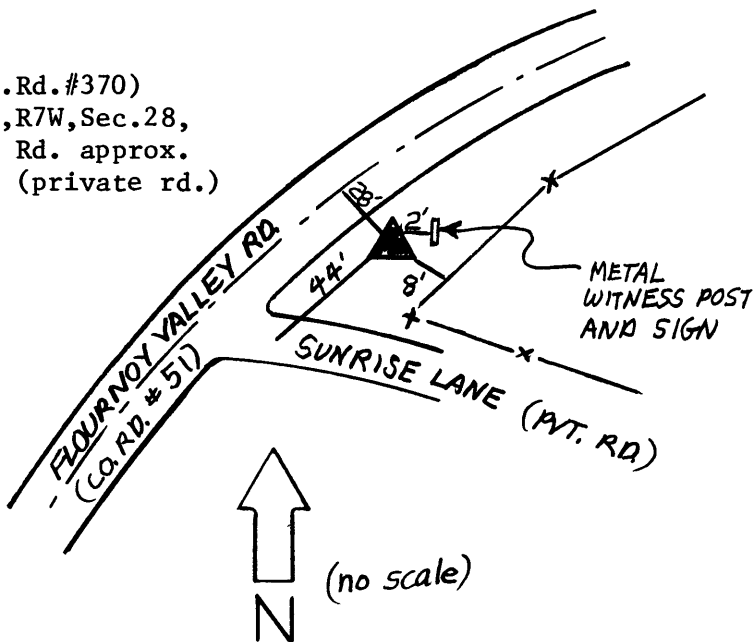 .Rd.#370)
,R7W,Sec.28,
Rd. approx.
(private rd.)
28'
2'
44'
8'
METAL
WITNESS POST
AND SIGN
FLOURNOY VALLEY RD.
(CO. RD. # 51)
SUNRISE LANE (PVT. RD.)
(no scale)
N